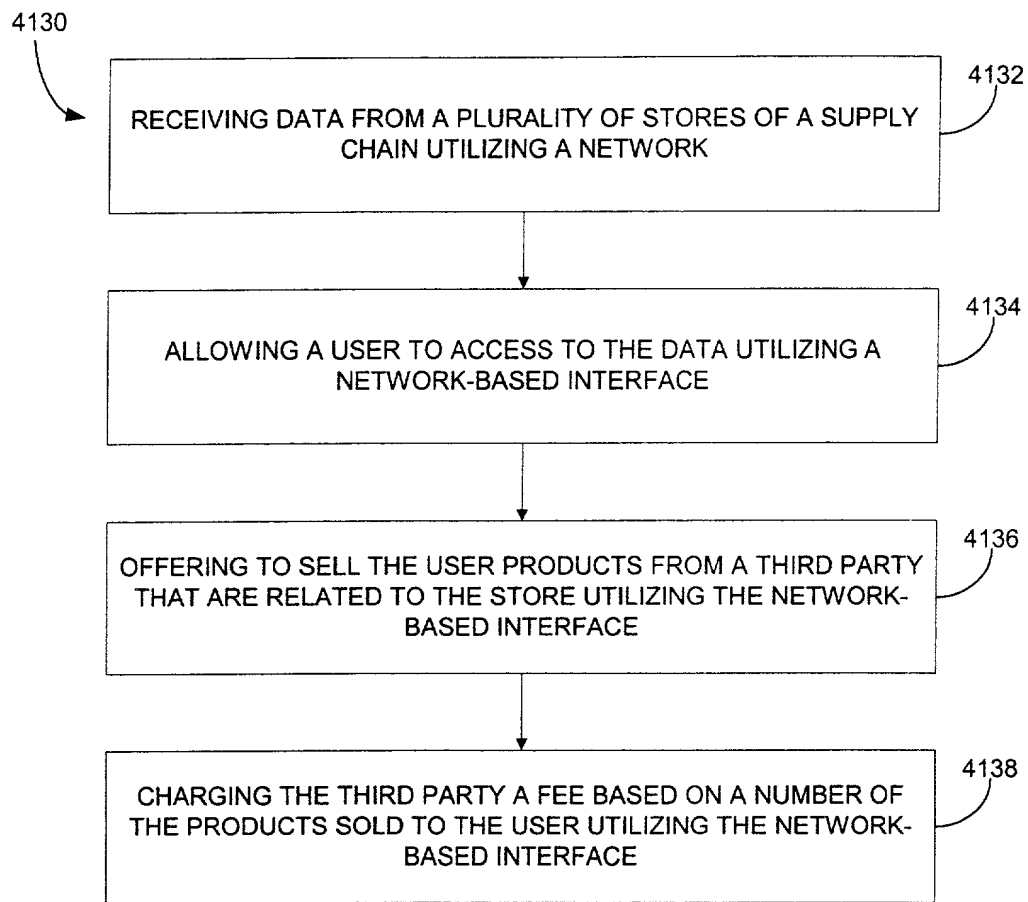 4130
4132
RECEIVING DATA FROM A PLURALITY OF STORES OF A SUPPLY
CHAIN UTILIZING A NETWORK
4134
ALLOWING A USER TO ACCESS TO THE DATA UTILIZING A
NETWORK-BASED INTERFACE
4136
OFFERING TO SELL THE USER PRODUCTS FROM A THIRD PARTY
THAT ARE RELATED TO THE STORE UTILIZING THE NETWORK-
BASED INTERFACE
4138
CHARGING THE THIRD PARTY A FEE BASED ON A NUMBER OF
THE PRODUCTS SOLD TO THE USER UTILIZING THE NETWORK-
BASED INTERFACE